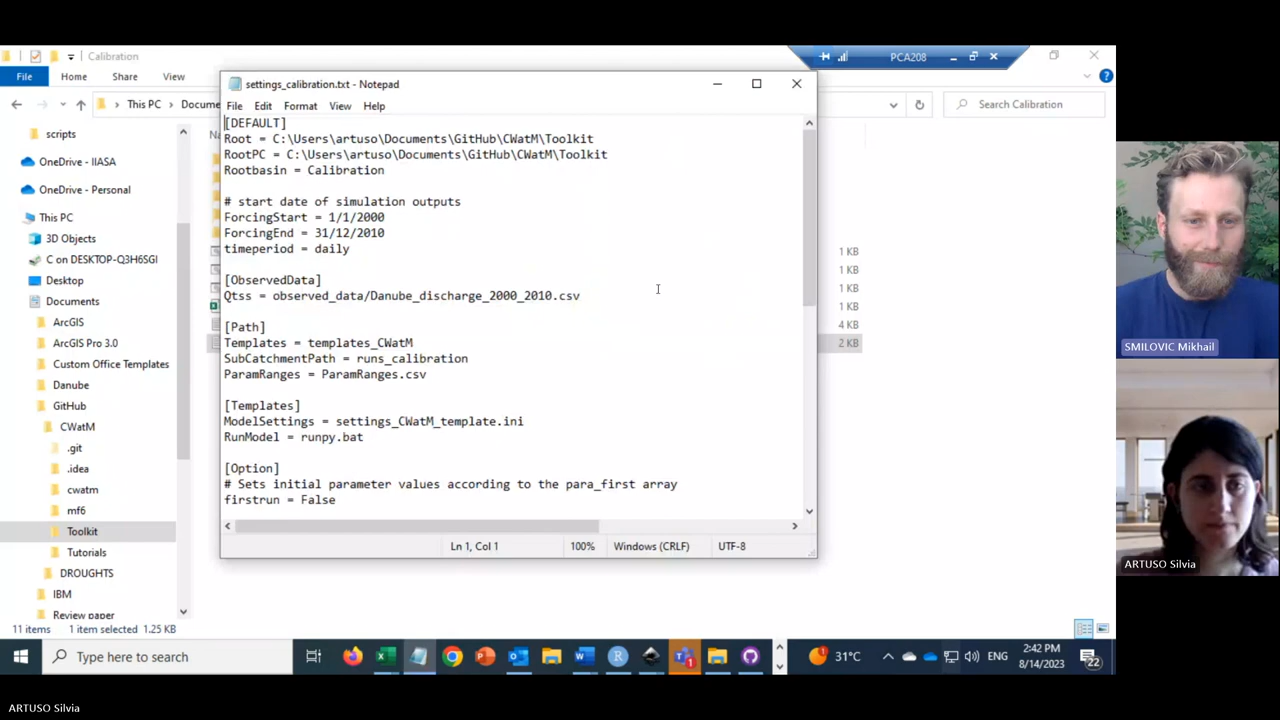 Calibration
PCA208
File
Home
Share
View
This PC
Docume
Search Calibration
settings_calibration.txt - Notepad
File Edit Format View Help
[DEFAULT]
Root = C:\Users\artuso\Documents\GitHub\CWatM\Toolkit
RootPC = C:\Users\artuso\Documents\GitHub\CWatM\Toolkit
Rootbasin = Calibration
# start date of simulation outputs
ForcingStart = 1/1/2000
ForcingEnd = 31/12/2010
timeperiod = daily
[ObservedData]
Qtss = observed_data/Danube_discharge_2000_2010.csv
[Path]
Templates = templates_CWatM
SubCatchmentPath = runs_calibration
ParamRanges = ParamRanges.csv
[Templates]
ModelSettings = settings_CWatM_template.ini
RunModel = runpy.bat
[Option]
# Sets initial parameter values according to the para_first array
firstrun = False
Ln 1, Col 1
100%
Windows (CRLF)
UTF-8
scripts
OneDrive - IIASA
OneDrive - Personal
This PC
3D Objects
C on DESKTOP-Q3H6SGI
Desktop
Documents
ArcGIS
ArcGIS Pro 3.0
Custom Office Templates
Danube
GitHub
CWatM
.git
.idea
cwatm
mf6
Toolkit
Tutorials
DROUGHTS
IBM
Review paper
1 KB
1 KB
1 KB
1 KB
4 KB
2 KB
11 items
1 item selected 1.25 KB
Type here to search
31°C
ENG
2:42 PM
8/14/2023
22
SMILOVIC Mikhail
ARTUSO Silvia
ARTUSO Silvia